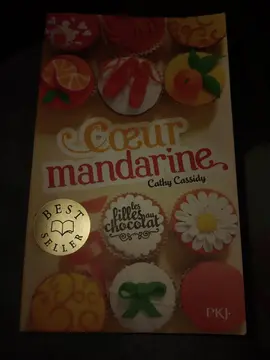 Cœur
mandarine
Cathy Cassidy
les
filles au
chocolat
BEST
SELLER
PKJ.